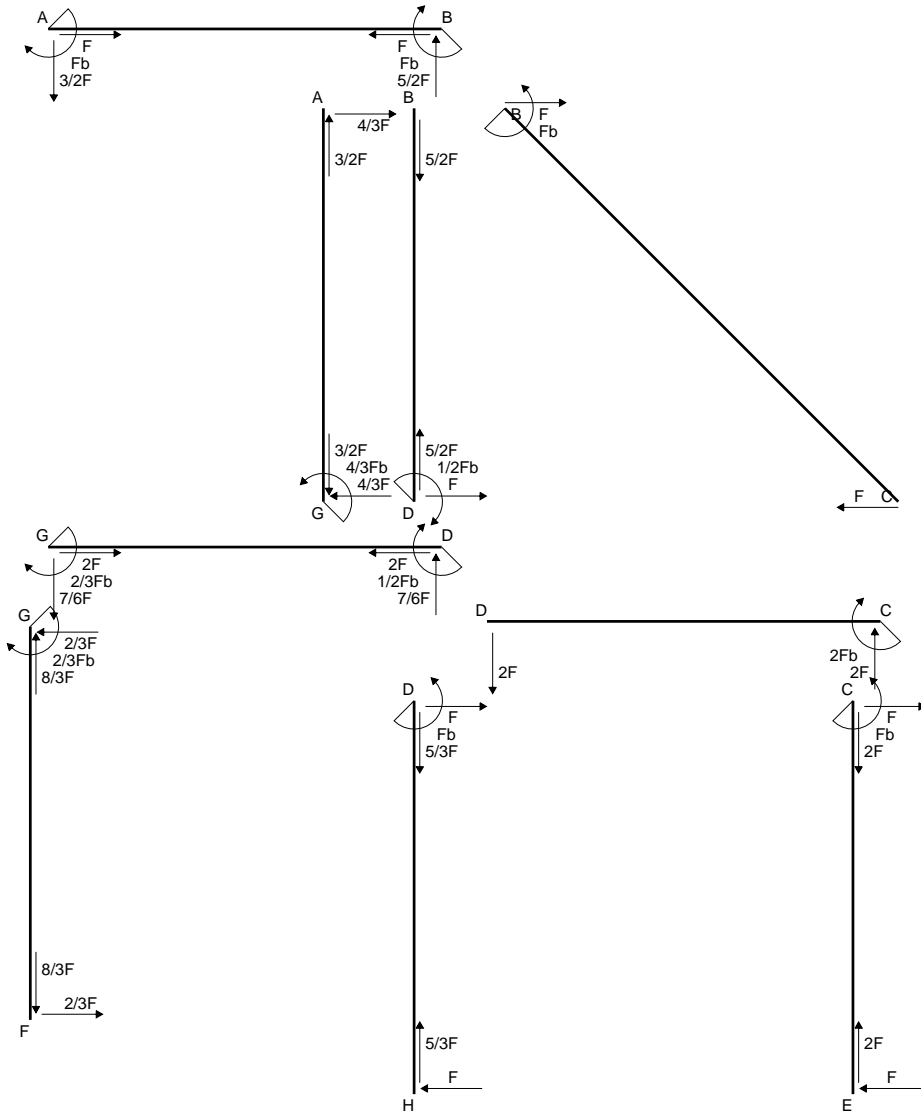 A B
F F
Fb Fb
3/2F 5/2F
A B
4/3F
3/2F 5/2F
B F
Fb
3/2F 5/2F
4/3Fb 1/2Fb
4/3F F
G D
F C
G D
2F 2F
2/3Fb 1/2Fb
7/6F 7/6F
G
2/3F
2/3Fb
8/3F
D C
2Fb
2F 2F
D C
F F
Fb Fb
5/3F 2F
8/3F
2/3F
F
5/3F 2F
F F
H E